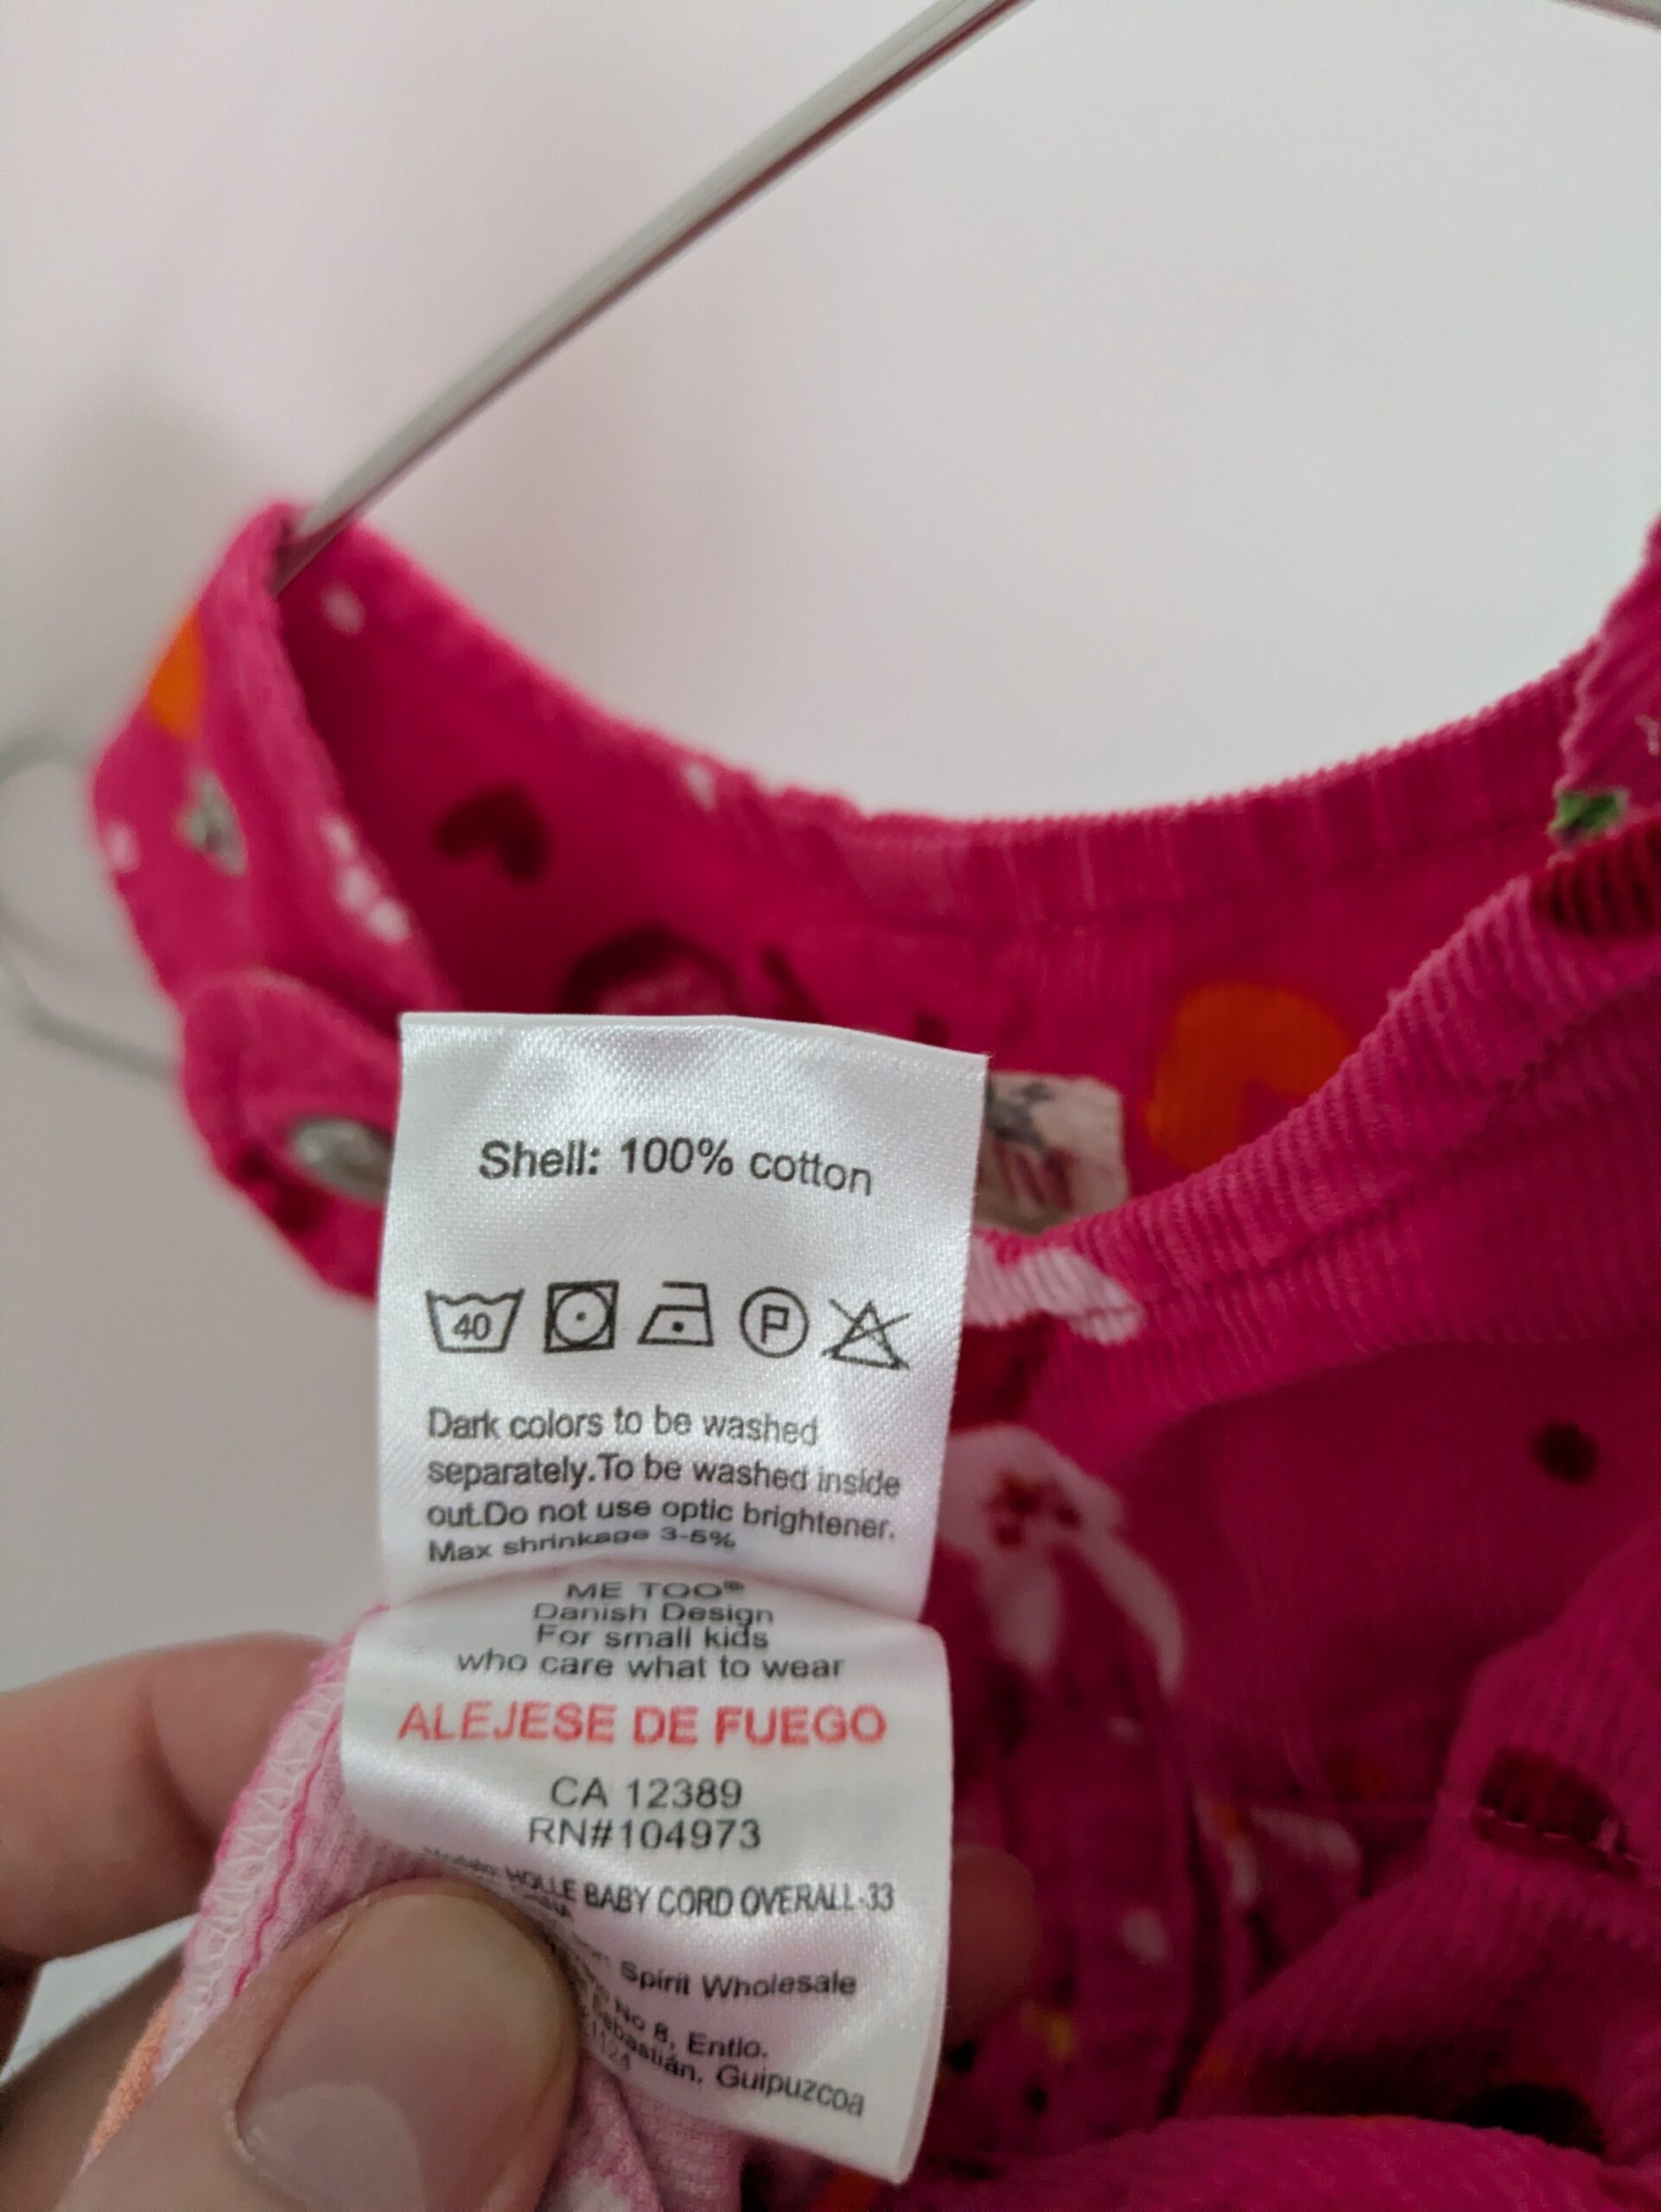 Shell: 100% cotton
40 P
Dark colors to be washed
separately.To be washed inside
out.Do not use optic brightener.
Max shrinkage 3-5%
ME TOO®
Danish Design
For small kids
who care what to wear
ALEJESE DE FUEGO
CA 12389
RN#104973
HOLLE BABY CORD OVERALL-33
Spirit Wholesale
No 8, Entlo.
Sebastián, Guipuzcoa